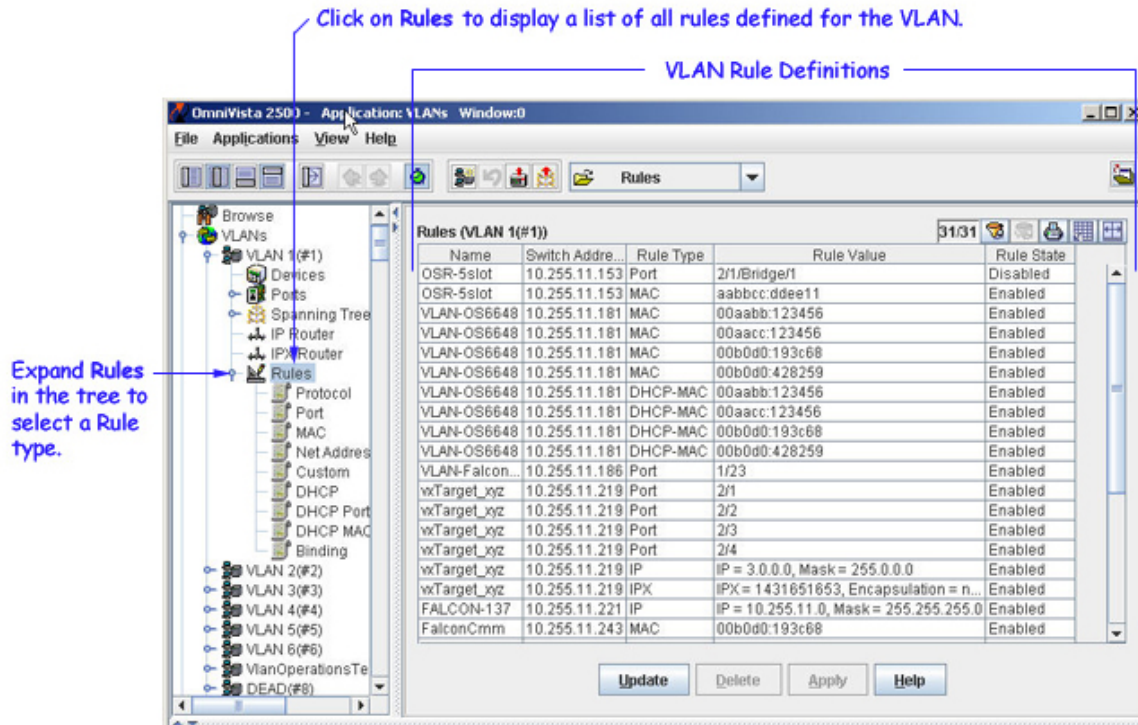 Click on Rules to display a list of all rules defined for the VLAN.
VLAN Rule Definitions
OmniVista 2500 - Application: VLANs Window:0
File Applications View Help
Rules
Browse
VLANs
VLAN 1(#1)
Devices
Ports
Spanning Tree
IP Router
IPX Router
Rules
Protocol
Port
MAC
Net Addres
Custom
DHCP
DHCP Port
DHCP MAC
Binding
VLAN 2(#2)
VLAN 3(#3)
VLAN 4(#4)
VLAN 5(#5)
VLAN 6(#6)
VlanOperationsTe
DEAD(#8)
Expand Rules
in the tree to
select a Rule
type.
Rules (VLAN 1(#1)) 31/31
Name Switch Addre... Rule Type Rule Value Rule State
OSR-5slot 10.255.11.153 Port 2/1/Bridge/1 Disabled
OSR-5slot 10.255.11.153 MAC aabbcc:ddee11 Enabled
VLAN-OS6648 10.255.11.181 MAC 00aabb:123456 Enabled
VLAN-OS6648 10.255.11.181 MAC 00aacc:123456 Enabled
VLAN-OS6648 10.255.11.181 MAC 00b0d0:193c68 Enabled
VLAN-OS6648 10.255.11.181 MAC 00b0d0:428259 Enabled
VLAN-OS6648 10.255.11.181 DHCP-MAC 00aabb:123456 Enabled
VLAN-OS6648 10.255.11.181 DHCP-MAC 00aacc:123456 Enabled
VLAN-OS6648 10.255.11.181 DHCP-MAC 00b0d0:193c68 Enabled
VLAN-OS6648 10.255.11.181 DHCP-MAC 00b0d0:428259 Enabled
VLAN-Falcon... 10.255.11.186 Port 1/23 Enabled
vxTarget_xyz 10.255.11.219 Port 2/1 Enabled
vxTarget_xyz 10.255.11.219 Port 2/2 Enabled
vxTarget_xyz 10.255.11.219 Port 2/3 Enabled
vxTarget_xyz 10.255.11.219 Port 2/4 Enabled
vxTarget_xyz 10.255.11.219 IP IP = 3.0.0.0, Mask = 255.0.0.0 Enabled
vxTarget_xyz 10.255.11.219 IPX IPX = 1431651653, Encapsulation = n... Enabled
FALCON-137 10.255.11.221 IP IP = 10.255.11.0, Mask = 255.255.255.0 Enabled
FalconCmm 10.255.11.243 MAC 00b0d0:193c68 Enabled
Update Delete Apply Help